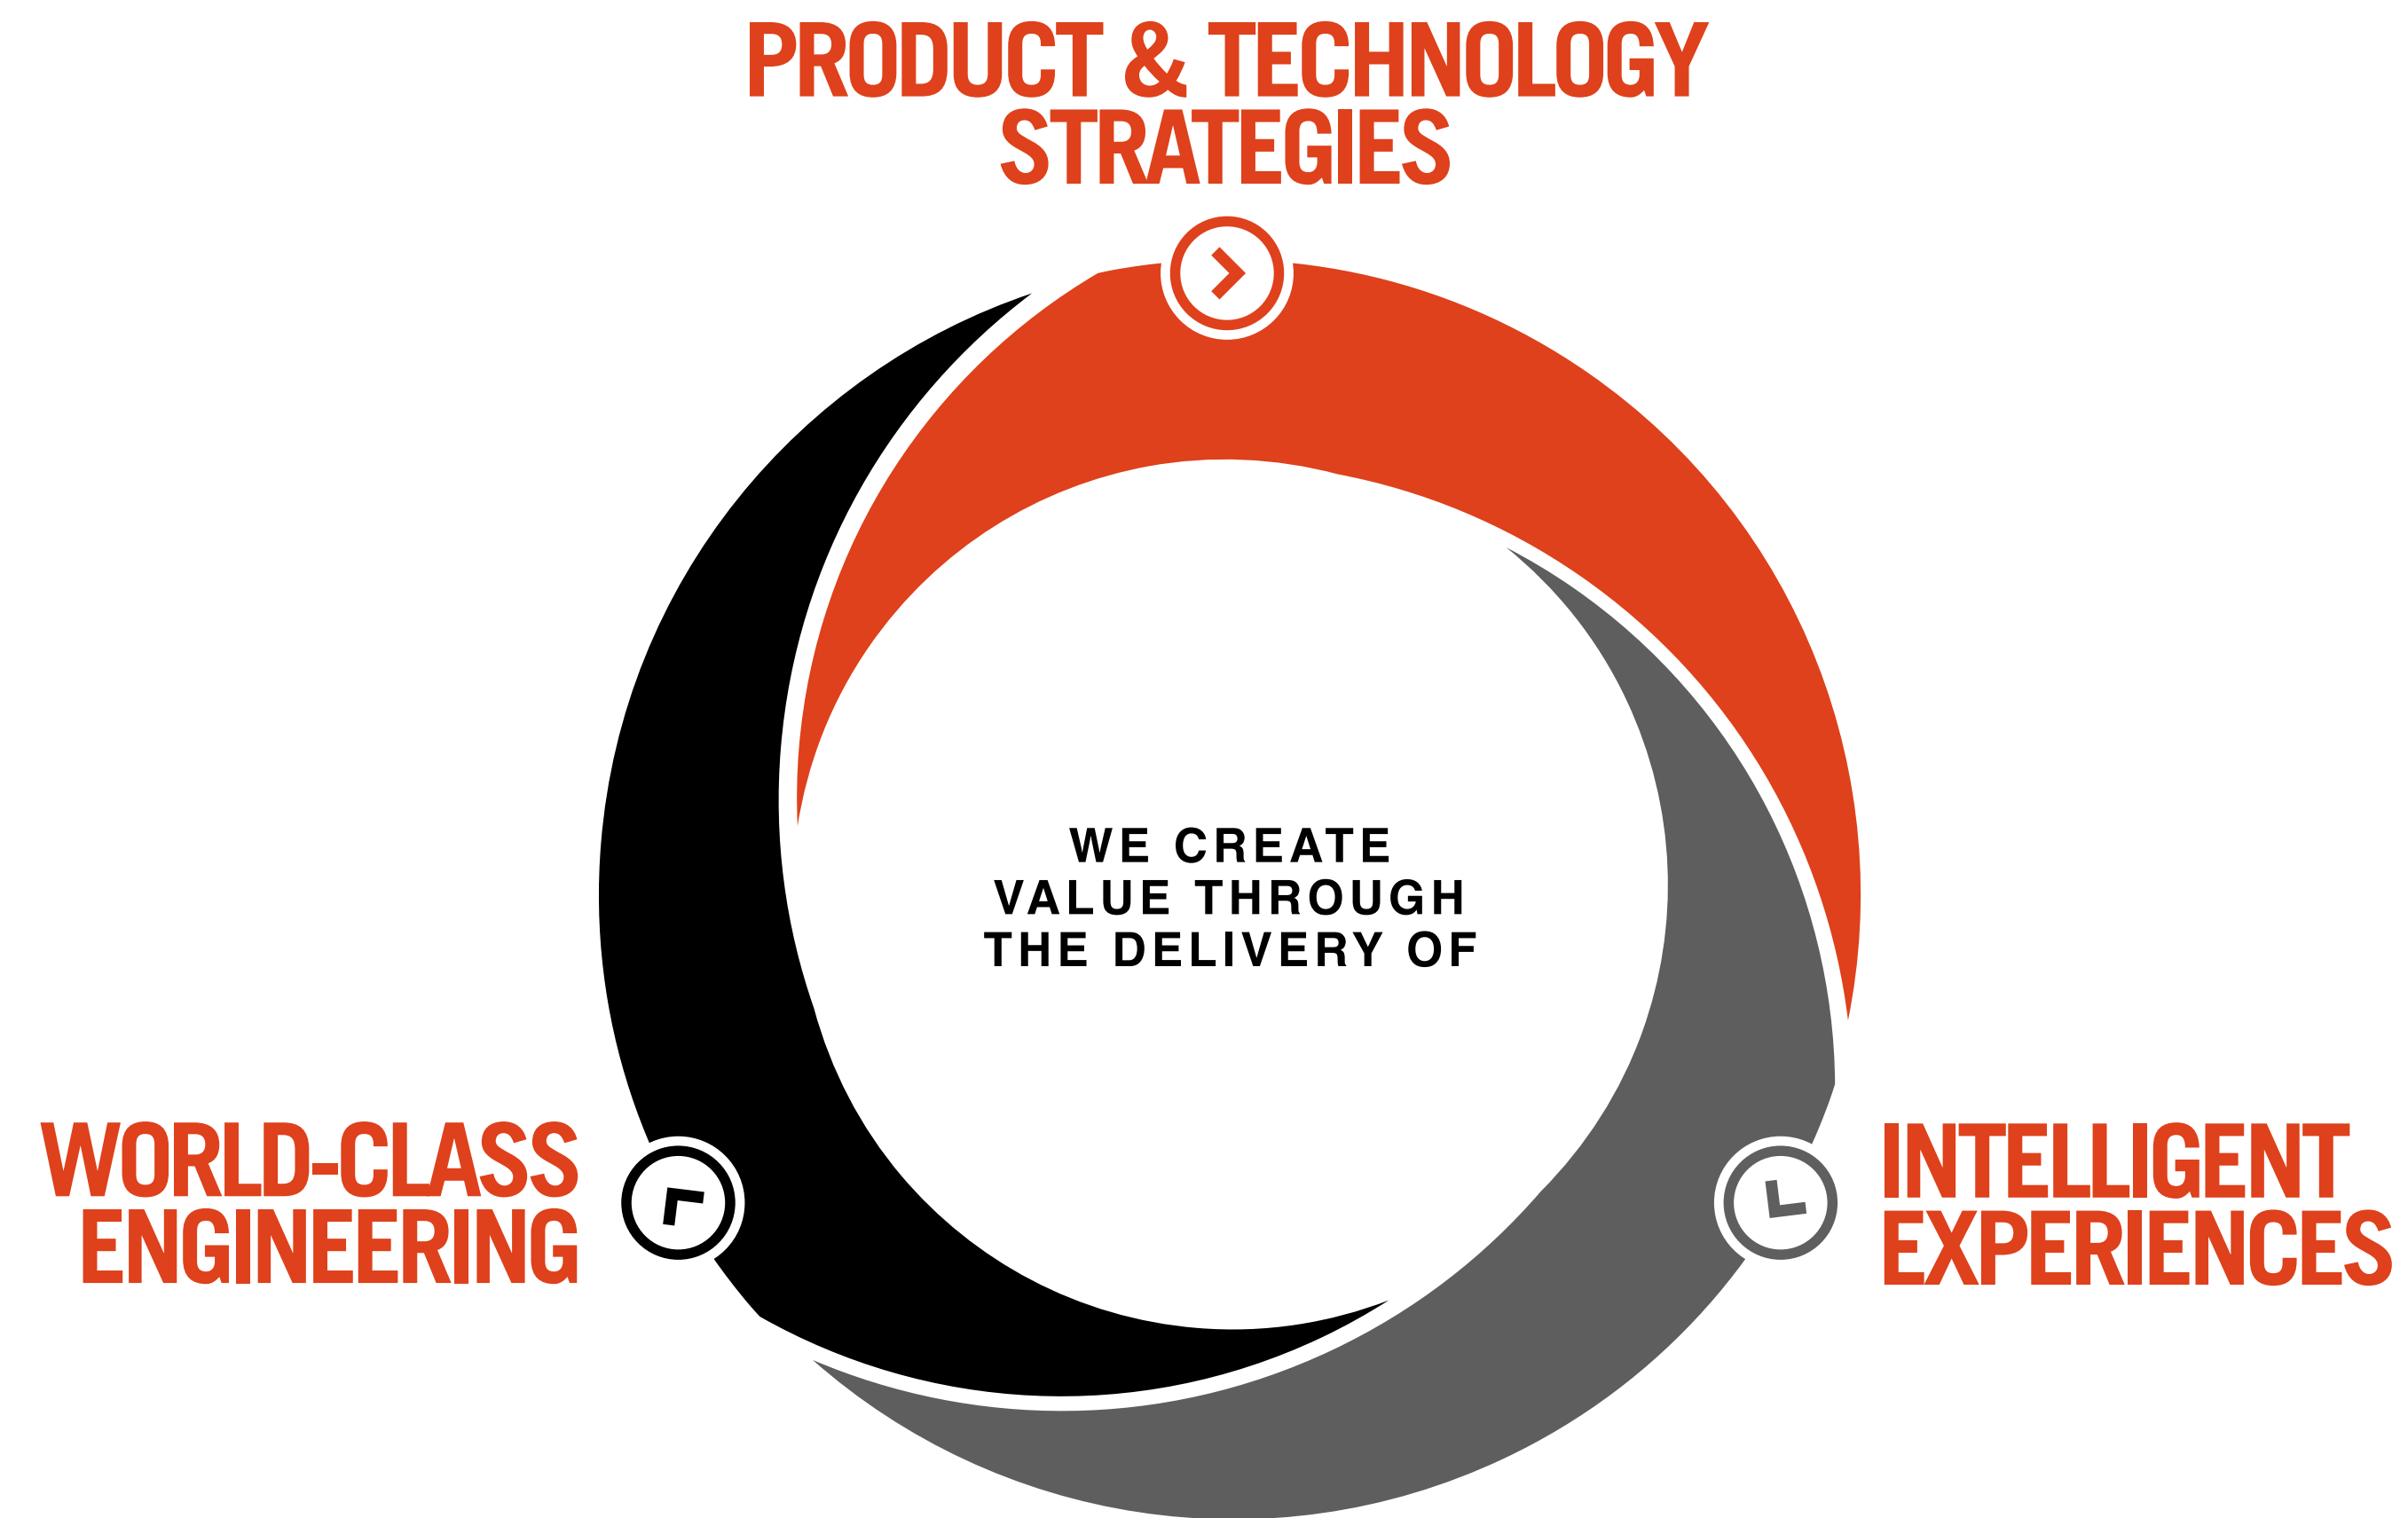 PRODUCT & TECHNOLOGY
STRATEGIES
WE CREATE
VALUE THROUGH
THE DELIVERY OF
WORLD-CLASS
ENGINEERING
INTELLIGENT
EXPERIENCES